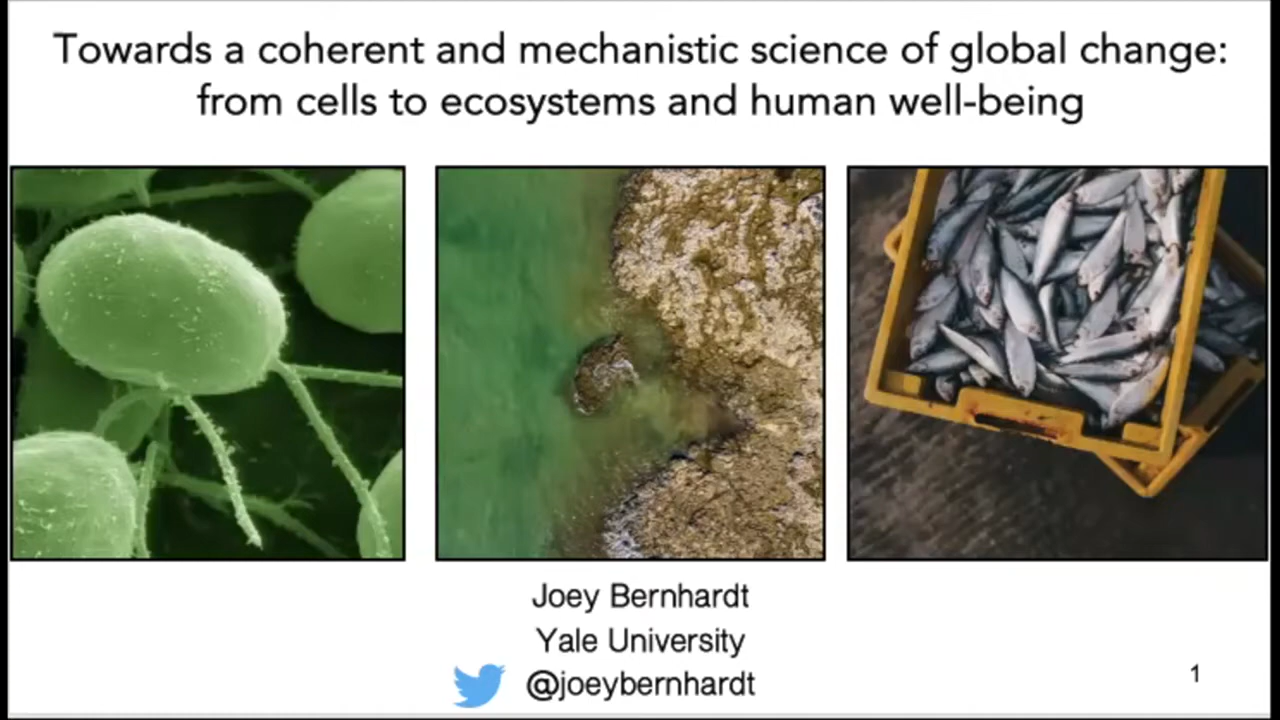 Towards a coherent and mechanistic science of global change:
from cells to ecosystems and human well-being
Joey Bernhardt
Yale University
@joeybernhardt
1